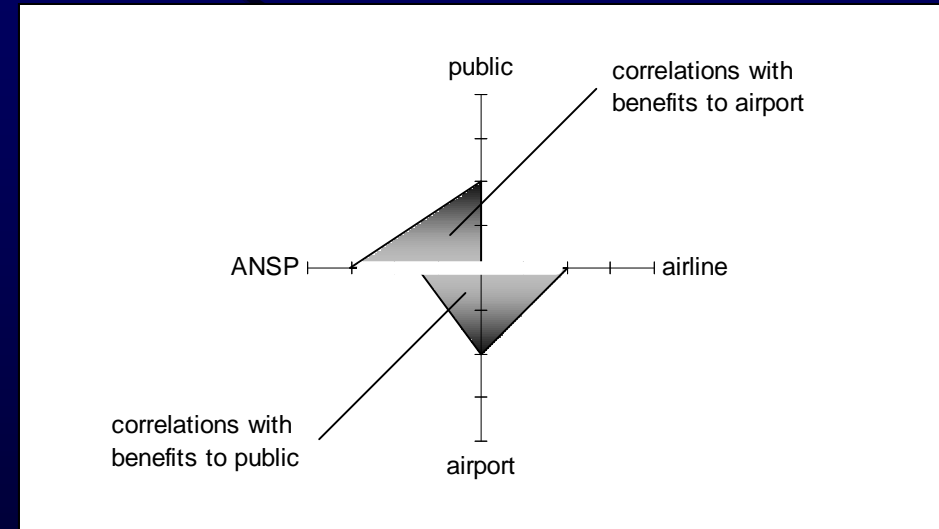 public
correlations with
benefits to airport
ANSP
airline
correlations with
benefits to public
airport